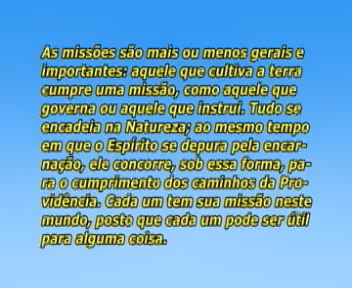 As missões são mais ou menos gerais e
importantes: aquele que cultiva a terra
cumpre uma missão, como aquele que
governa ou aquele que instrui. Tudo se
encadeia na Natureza; ao mesmo tempo
em que o Espírito se depura pela encar-
nação, ele concorre, sob essa forma, pa-
ra o cumprimento dos caminhos da Pro-
vidência. Cada um tem sua missão neste
mundo, posto que cada um pode ser útil
para alguma coisa.